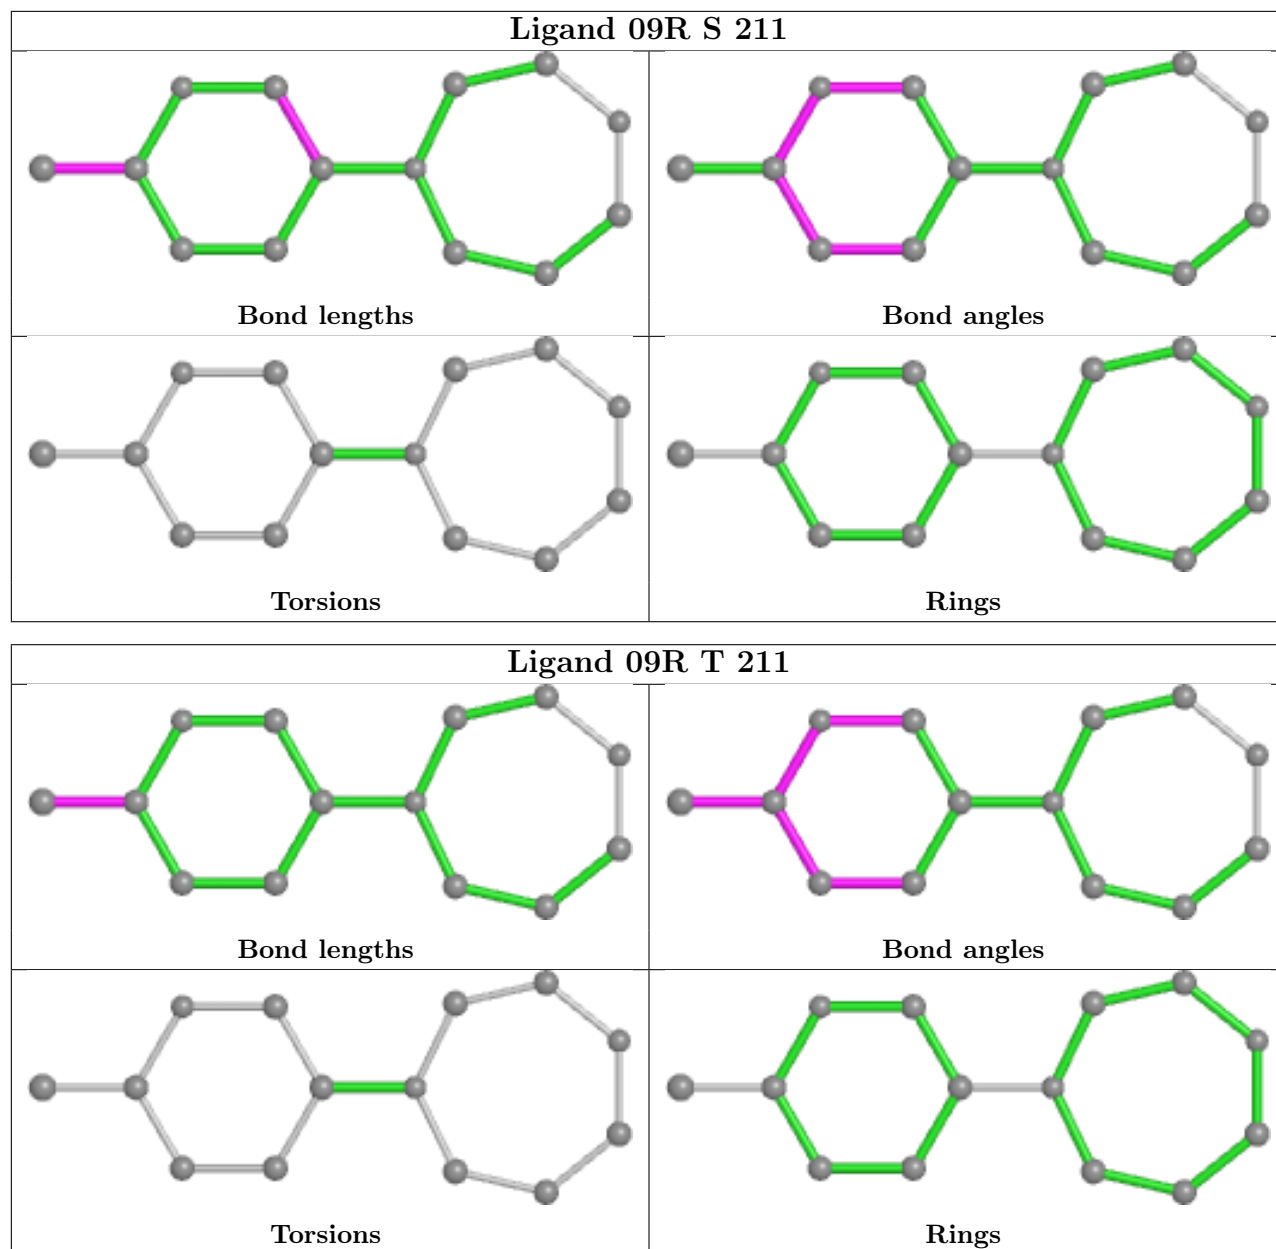 Ligand 09R S 211
Bond lengths
Bond angles
Torsions
Rings
Ligand 09R T 211
Bond lengths
Bond angles
Torsions
Rings